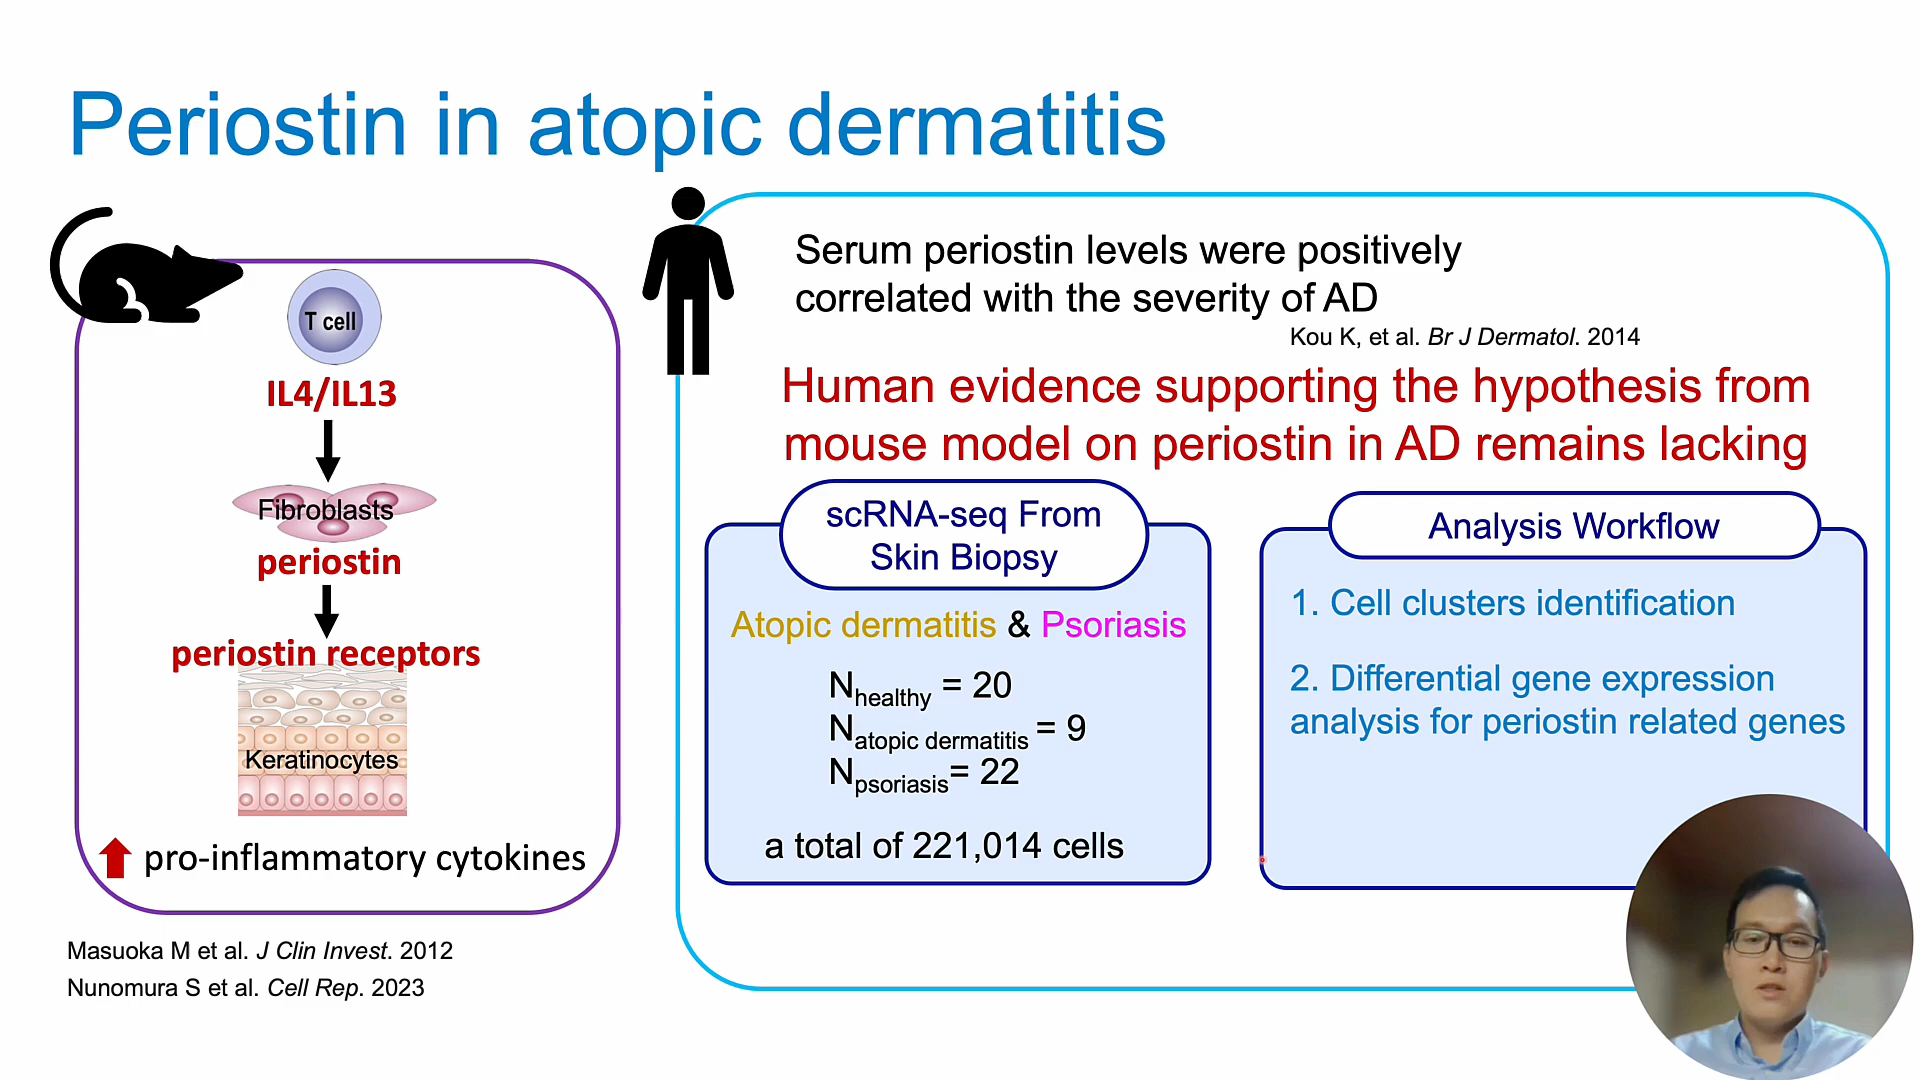 Periostin in atopic dermatitis
T cell
IL4/IL13
Fibroblasts
periostin
periostin receptors
Keratinocytes
pro-inflammatory cytokines
Masuoka M et al. J Clin Invest. 2012
Nunomura S et al. Cell Rep. 2023
Serum periostin levels were positively
correlated with the severity of AD
Kou K, et al. Br J Dermatol. 2014
Human evidence supporting the hypothesis from
mouse model on periostin in AD remains lacking
scRNA-seq From
Skin Biopsy
Atopic dermatitis & Psoriasis
Nhealthy = 20
Natopic dermatitis = 9
Npsoriasis= 22
a total of 221,014 cells
Analysis Workflow
1. Cell clusters identification
2. Differential gene expression
analysis for periostin related genes